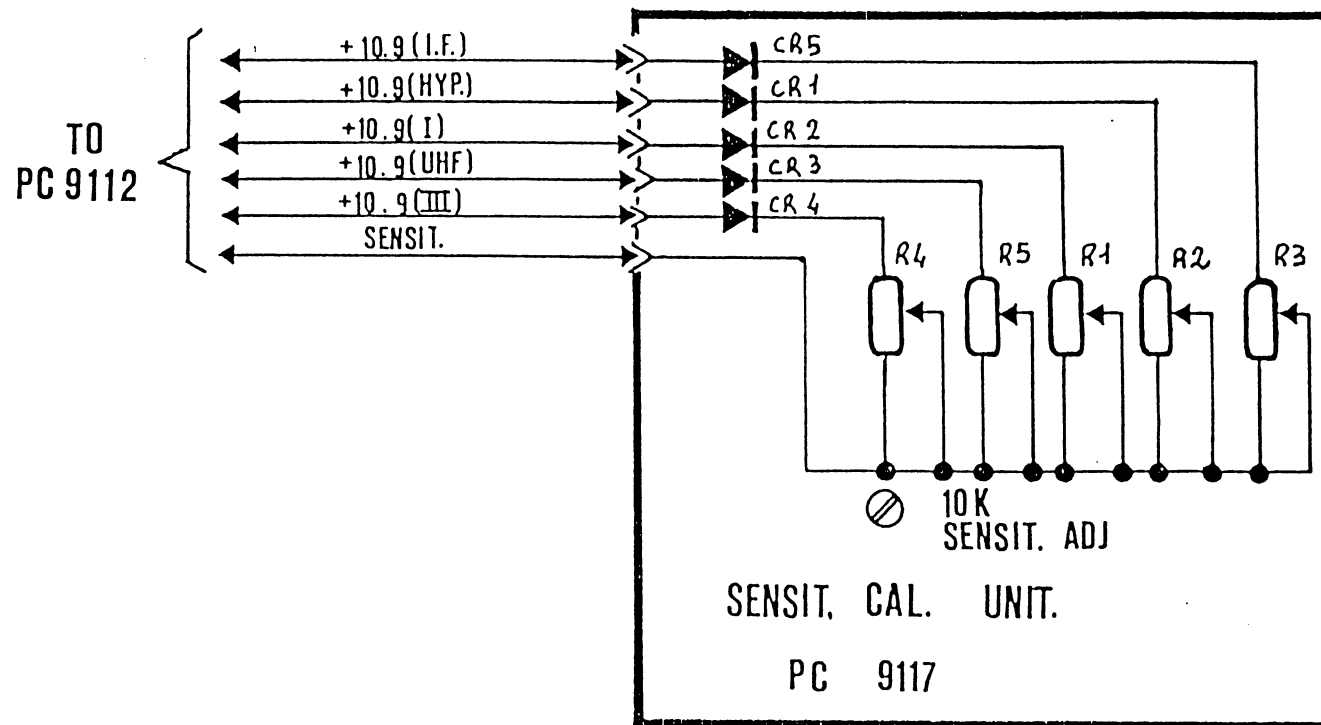 +10.9(I.F.)
CR5
+10.9(HYP.)
CR1
+10.9(I)
CR2
+10.9(UHF)
CR3
+10.9(III)
CR4
SENSIT.
TO
PC 9112
R4 R5 R1 R2 R3
10K
SENSIT. ADJ
SENSIT. CAL. UNIT.
PC 9117